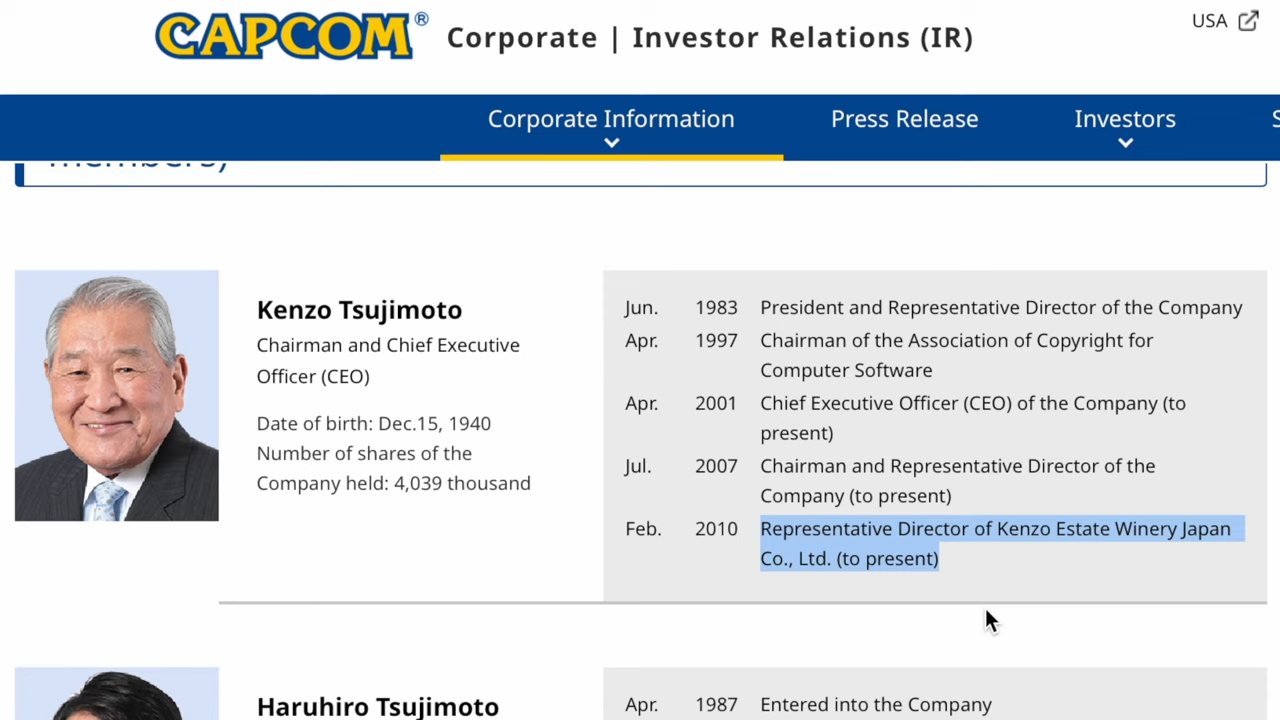 CAPCOM® Corporate | Investor Relations (IR)
USA
Corporate Information
Press Release
Investors
S
members)
Kenzo Tsujimoto
Chairman and Chief Executive
Officer (CEO)
Date of birth: Dec.15, 1940
Number of shares of the
Company held: 4,039 thousand
Jun. 1983 President and Representative Director of the Company
Apr. 1997 Chairman of the Association of Copyright for
Computer Software
Apr. 2001 Chief Executive Officer (CEO) of the Company (to
present)
Jul. 2007 Chairman and Representative Director of the
Company (to present)
Feb. 2010 Representative Director of Kenzo Estate Winery Japan
Co., Ltd. (to present)
Haruhiro Tsujimoto
Apr. 1987 Entered into the Company